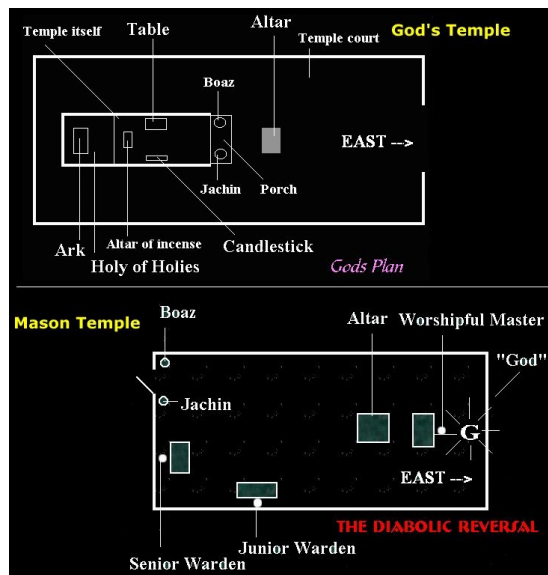 God's Temple
Altar
Temple itself
Table
Temple court
Boaz
EAST -->
Jachin
Porch
Altar of incense
Candlestick
Ark
Holy of Holies
Gods Plan
Mason Temple
Boaz
Altar
Worshipful Master
"God"
Jachin
G
EAST -->
THE DIABOLIC REVERSAL
Junior Warden
Senior Warden